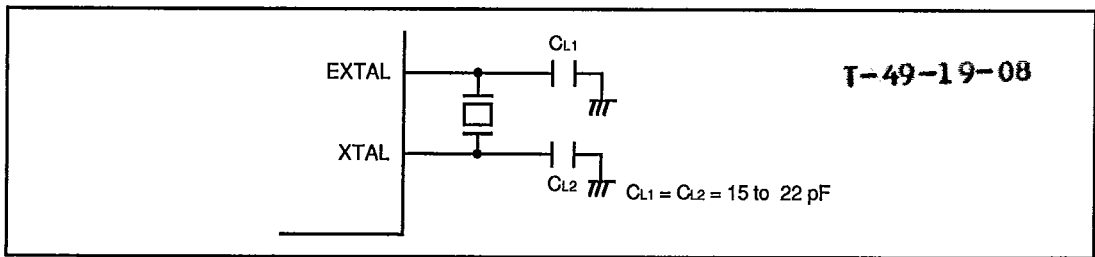 CL1
EXTAL
T-49-19-08
XTAL
CL2
CL1 = CL2 = 15 to 22 pF